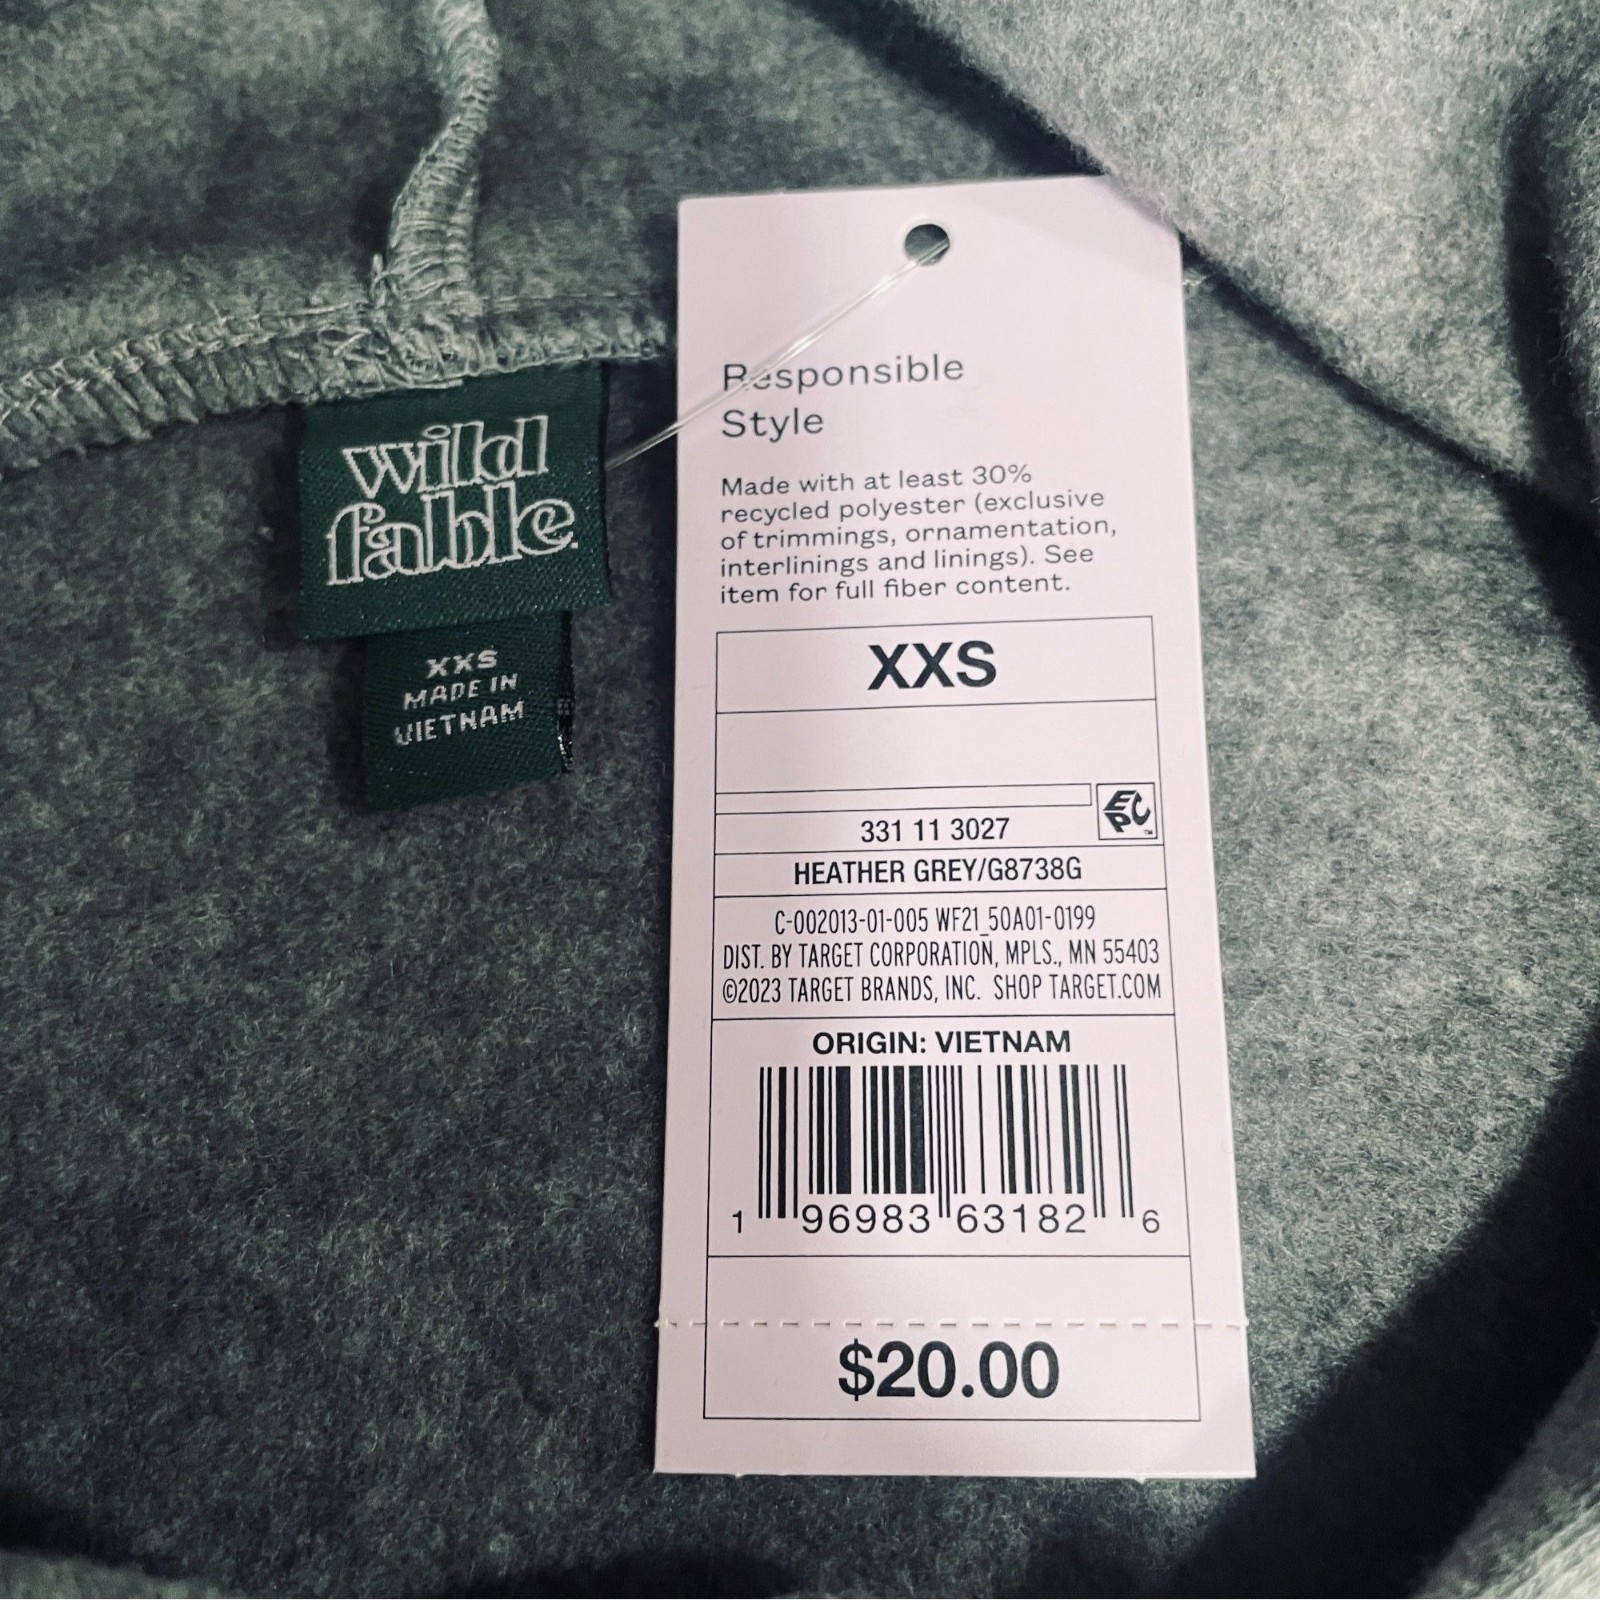 wild
fable.
XXS
MADE IN
VIETNAM
Responsible
Style
Made with at least 30%
recycled polyester (exclusive
of trimmings, ornamentation,
interlinings and linings). See
item for full fiber content.
XXS
EPC™
331 11 3027
HEATHER GREY/G8738G
C-002013-01-005 WF21_50A01-0199
DIST. BY TARGET CORPORATION, MPLS., MN 55403
©2023 TARGET BRANDS, INC. SHOP TARGET.COM
ORIGIN: VIETNAM
1 96983 63182 6
$20.00